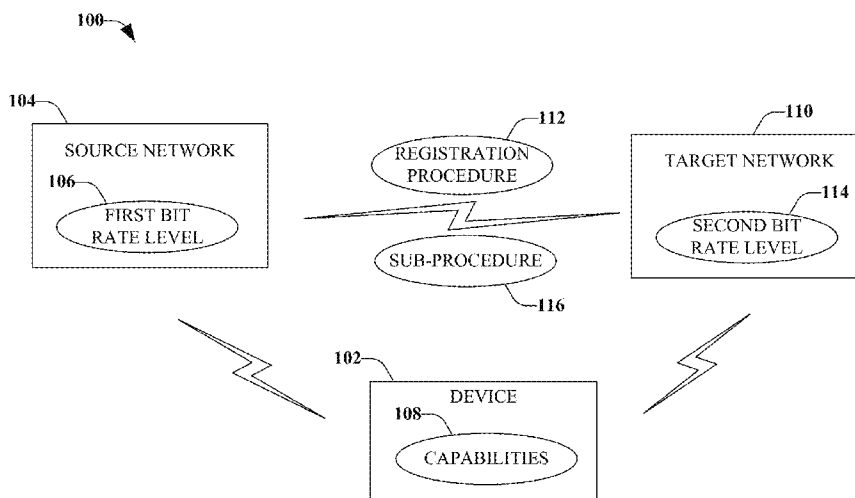 100
104
SOURCE NETWORK
106
FIRST BIT
RATE LEVEL
112
REGISTRATION
PROCEDURE
SUB-PROCEDURE
116
110
TARGET NETWORK
114
SECOND BIT
RATE LEVEL
102
DEVICE
108
CAPABILITIES